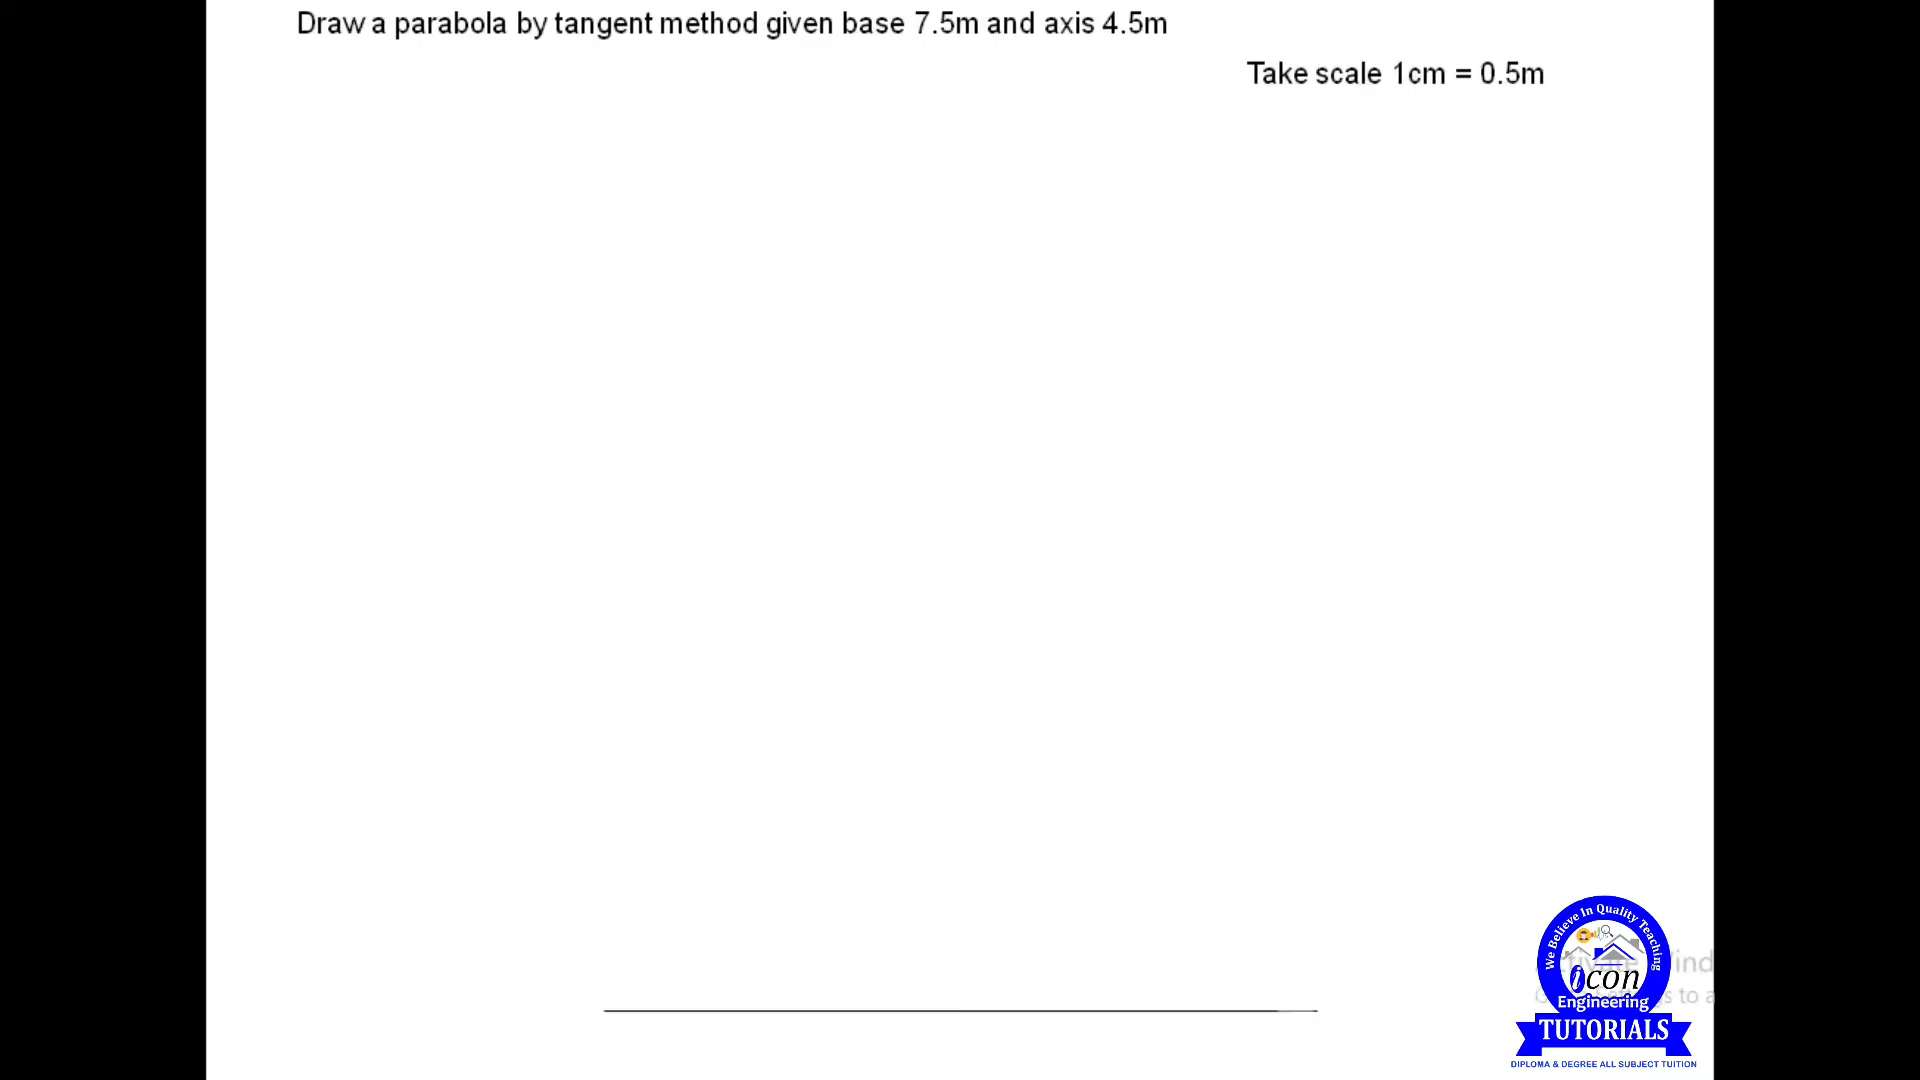 Draw a parabola by tangent method given base 7.5m and axis 4.5m
Take scale 1cm = 0.5m
We Believe In Quality Teaching
icon
Engineering
TUTORIALS
DIPLOMA & DEGREE ALL SUBJECT TUITION